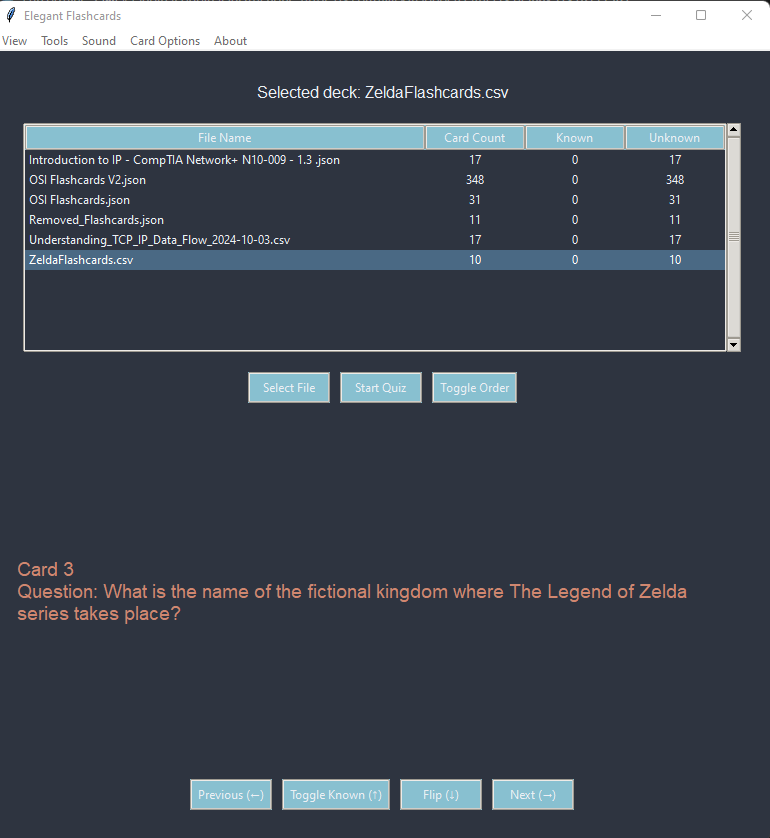 Elegant Flashcards
View Tools Sound Card Options About
Selected deck: ZeldaFlashcards.csv
File Name Card Count Known Unknown
Introduction to IP - CompTIA Network+ N10-009 - 1.3 .json 17 0 17
OSI Flashcards V2.json 348 0 348
OSI Flashcards.json 31 0 31
Removed_Flashcards.json 11 0 11
Understanding_TCP_IP_Data_Flow_2024-10-03.csv 17 0 17
ZeldaFlashcards.csv 10 0 10
Select File Start Quiz Toggle Order
Card 3
Question: What is the name of the fictional kingdom where The Legend of Zelda
series takes place?
Previous (←) Toggle Known (↑) Flip (↓) Next (→)